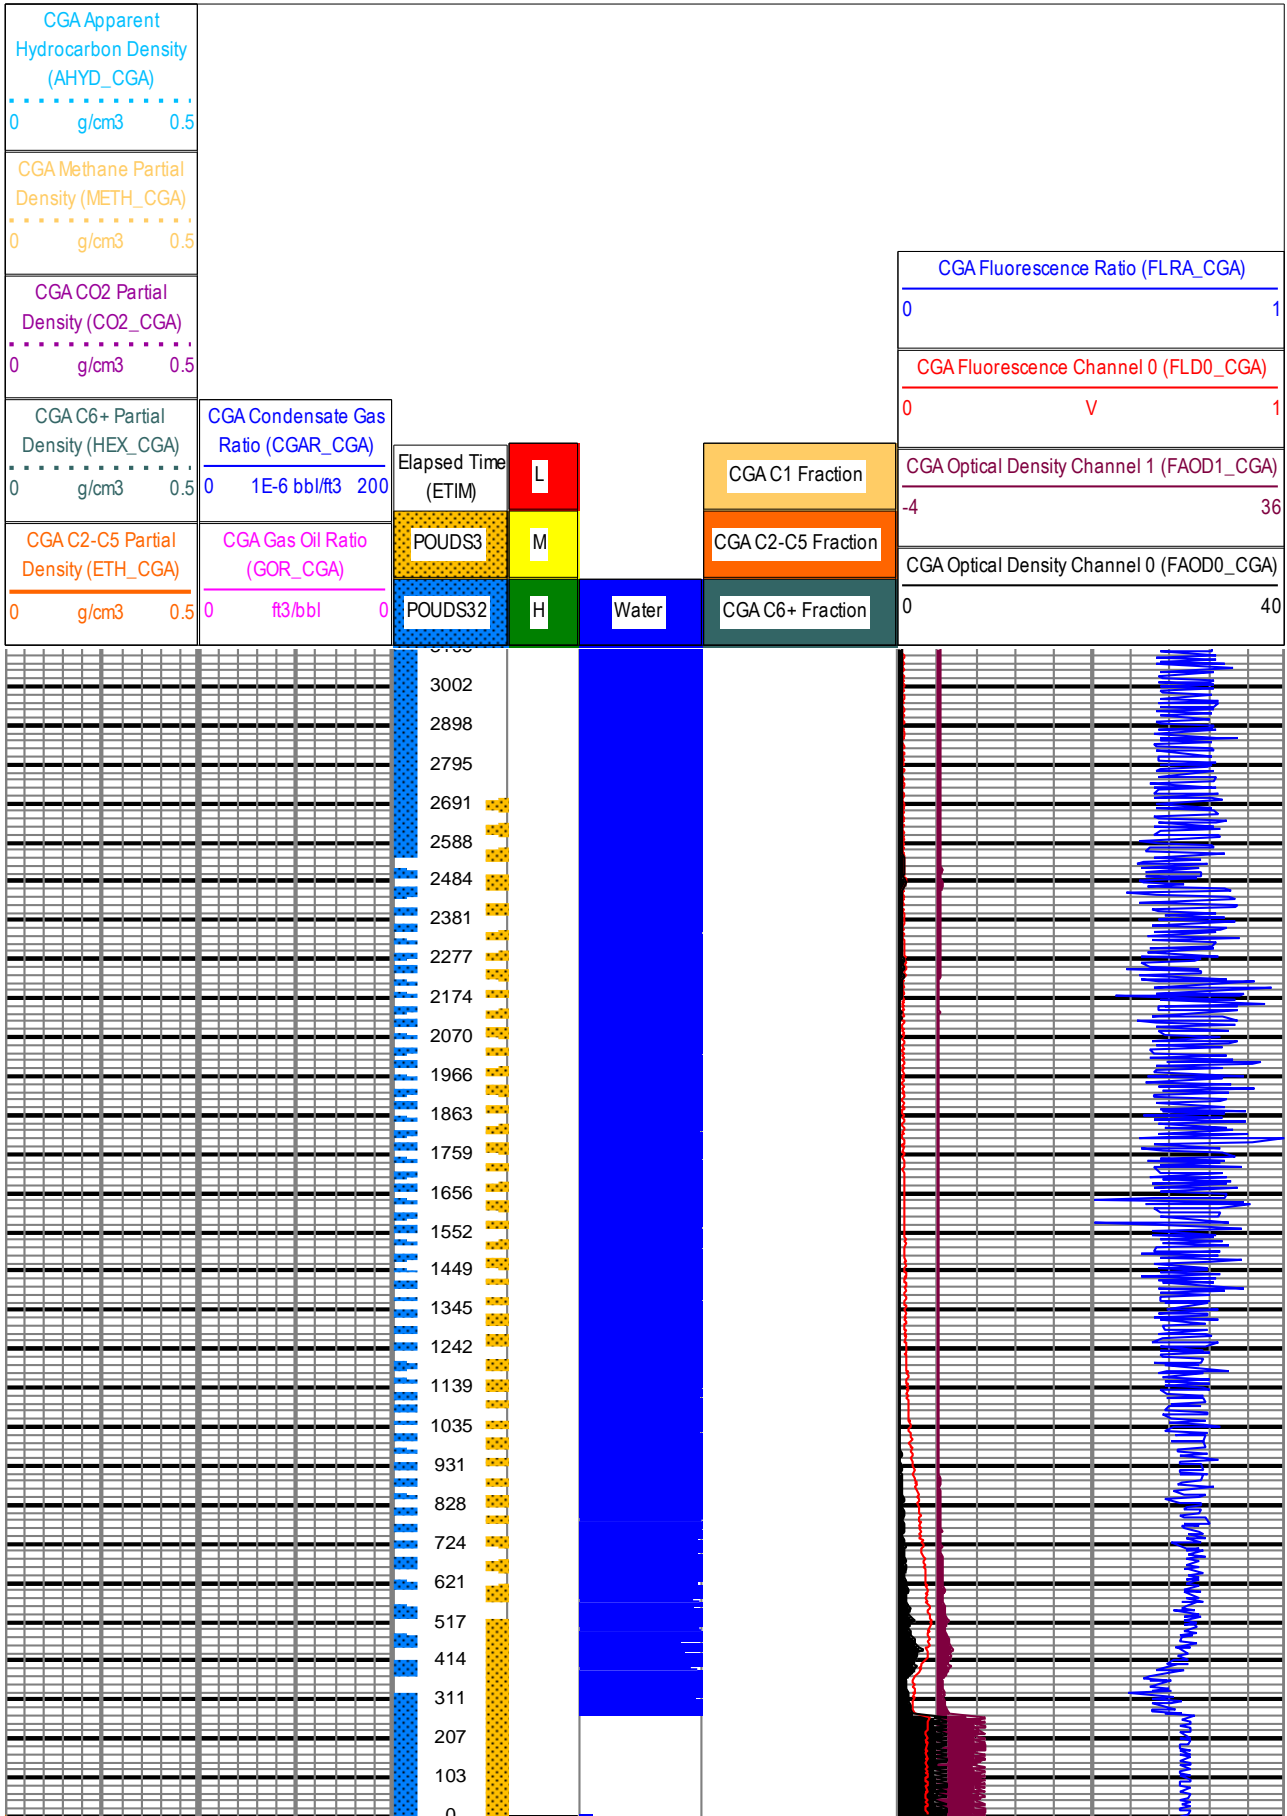 CGA Apparent
Hydrocarbon Density
(AHYD_CGA)
0 g/cm3 0.5
CGA Methane Partial
Density (METH_CGA)
0 g/cm3 0.5
CGA CO2 Partial
Density (CO2_CGA)
0 g/cm3 0.5
CGA C6+ Partial
Density (HEX_CGA)
0 g/cm3 0.5
CGA C2-C5 Partial
Density (ETH_CGA)
0 g/cm3 0.5
CGA Condensate Gas
Ratio (CGAR_CGA)
0 1E-6 bbl/ft3 200
CGA Gas Oil Ratio
(GOR_CGA)
0 ft3/bbl 0
Elapsed Time
(ETIM)
POUDS3
POUDS32
L
M
H
Water
CGA C1 Fraction
CGA C2-C5 Fraction
CGA C6+ Fraction
CGA Fluorescence Ratio (FLRA_CGA)
0 1
CGA Fluorescence Channel 0 (FLD0_CGA)
0 V 1
CGA Optical Density Channel 1 (FAOD1_CGA)
-4 36
CGA Optical Density Channel 0 (FAOD0_CGA)
0 40
3002
2898
2795
2691
2588
2484
2381
2277
2174
2070
1966
1863
1759
1656
1552
1449
1345
1242
1139
1035
931
828
724
621
517
414
311
207
103
0